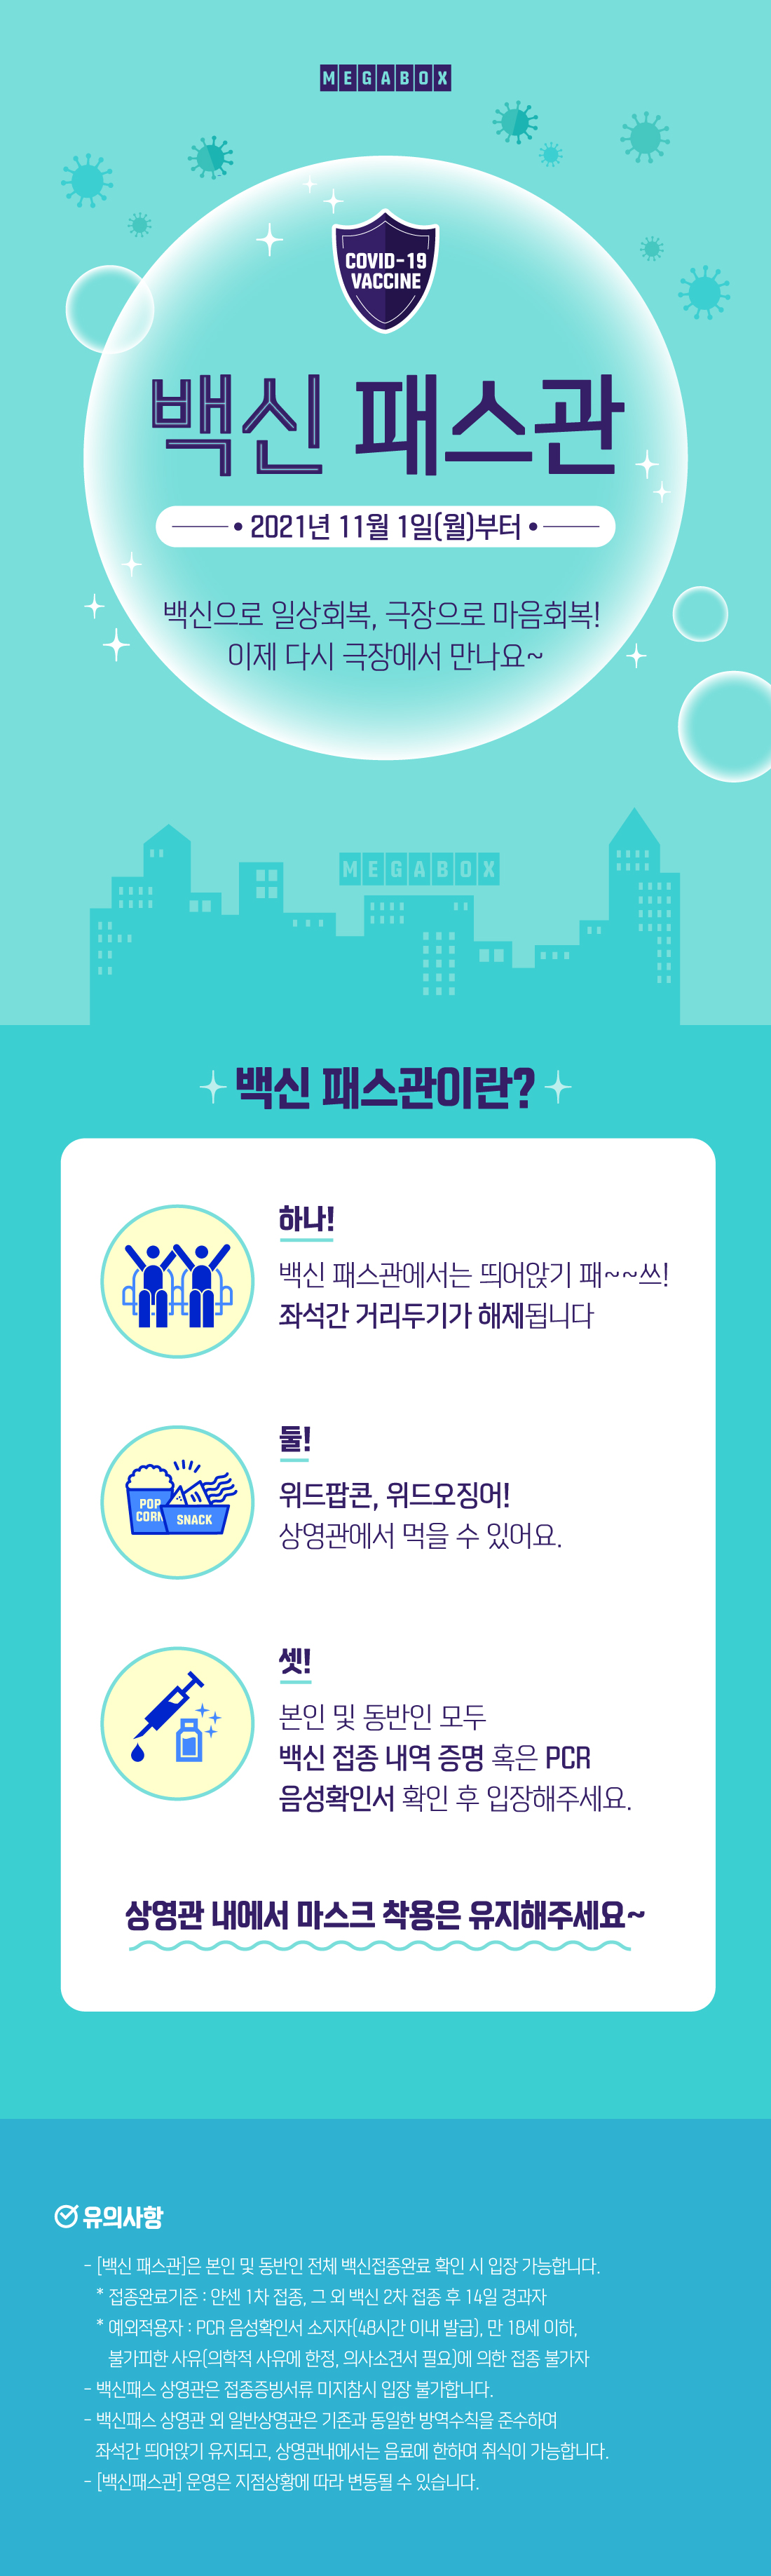 MEGABOX
COVID-19
VACCINE
백신 패스관
• 2021년 11월 1일(월)부터 •
백신으로 일상회복, 극장으로 마음회복!
이제 다시 극장에서 만나요~
MEGABOX
백신 패스관이란?
하나!
백신 패스관에서는 띄어앉기 패~~쓰!
좌석간 거리두기가 해제됩니다
둘!
POP
CORN
SNACK
위드팝콘, 위드오징어!
상영관에서 먹을 수 있어요.
셋!
본인 및 동반인 모두
백신 접종 내역 증명 혹은 PCR
음성확인서 확인 후 입장해주세요.
상영관 내에서 마스크 착용은 유지해주세요~
유의사항
- [백신 패스관]은 본인 및 동반인 전체 백신접종완료 확인 시 입장 가능합니다.
* 접종완료기준 : 얀센 1차 접종, 그 외 백신 2차 접종 후 14일 경과자
* 예외적용자 : PCR 음성확인서 소지자(48시간 이내 발급), 만 18세 이하,
불가피한 사유(의학적 사유에 한정, 의사소견서 필요)에 의한 접종 불가자
- 백신패스 상영관은 접종증빙서류 미지참시 입장 불가합니다.
- 백신패스 상영관 외 일반상영관은 기존과 동일한 방역수칙을 준수하여
좌석간 띄어앉기 유지되고, 상영관내에서는 음료에 한하여 취식이 가능합니다.
- [백신패스관] 운영은 지점상황에 따라 변동될 수 있습니다.